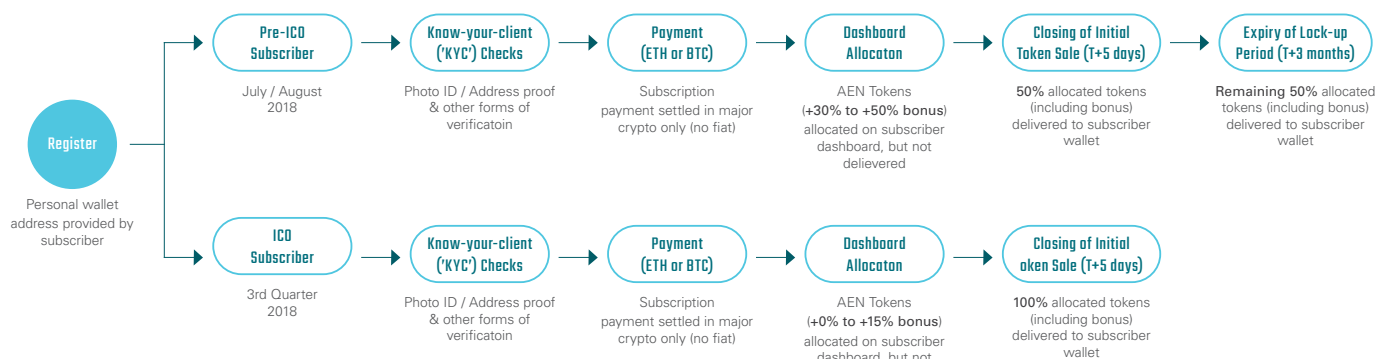 Pre-ICO
Subscriber
Know-your-client
('KYC') Checks
Payment
(ETH or BTC)
Dashboard
Allocaton
Closing of Initial
Token Sale (T+5 days)
Expiry of Lock-up
Period (T+3 months)
July / August
2018
Photo ID / Address proof
& other forms of
verificatoin
Subscription
payment settled in major
crypto only (no fiat)
AEN Tokens
(+30% to +50% bonus)
allocated on subscriber
dashboard, but not
delievered
50% allocated tokens
(including bonus)
delivered to subscriber
wallet
Remaining 50% allocated
tokens (including bonus)
delivered to subscriber
wallet
Register
Personal wallet
address provided by
subscriber
ICO
Subscriber
Know-your-client
('KYC') Checks
Payment
(ETH or BTC)
Dashboard
Allocaton
Closing of Initial
oken Sale (T+5 days)
3rd Quarter
2018
Photo ID / Address proof
& other forms of
verificatoin
Subscription
payment settled in major
crypto only (no fiat)
AEN Tokens
(+0% to +15% bonus)
allocated on subscriber
dashboard, but not
100% allocated tokens
(including bonus)
delivered to subscriber
wallet